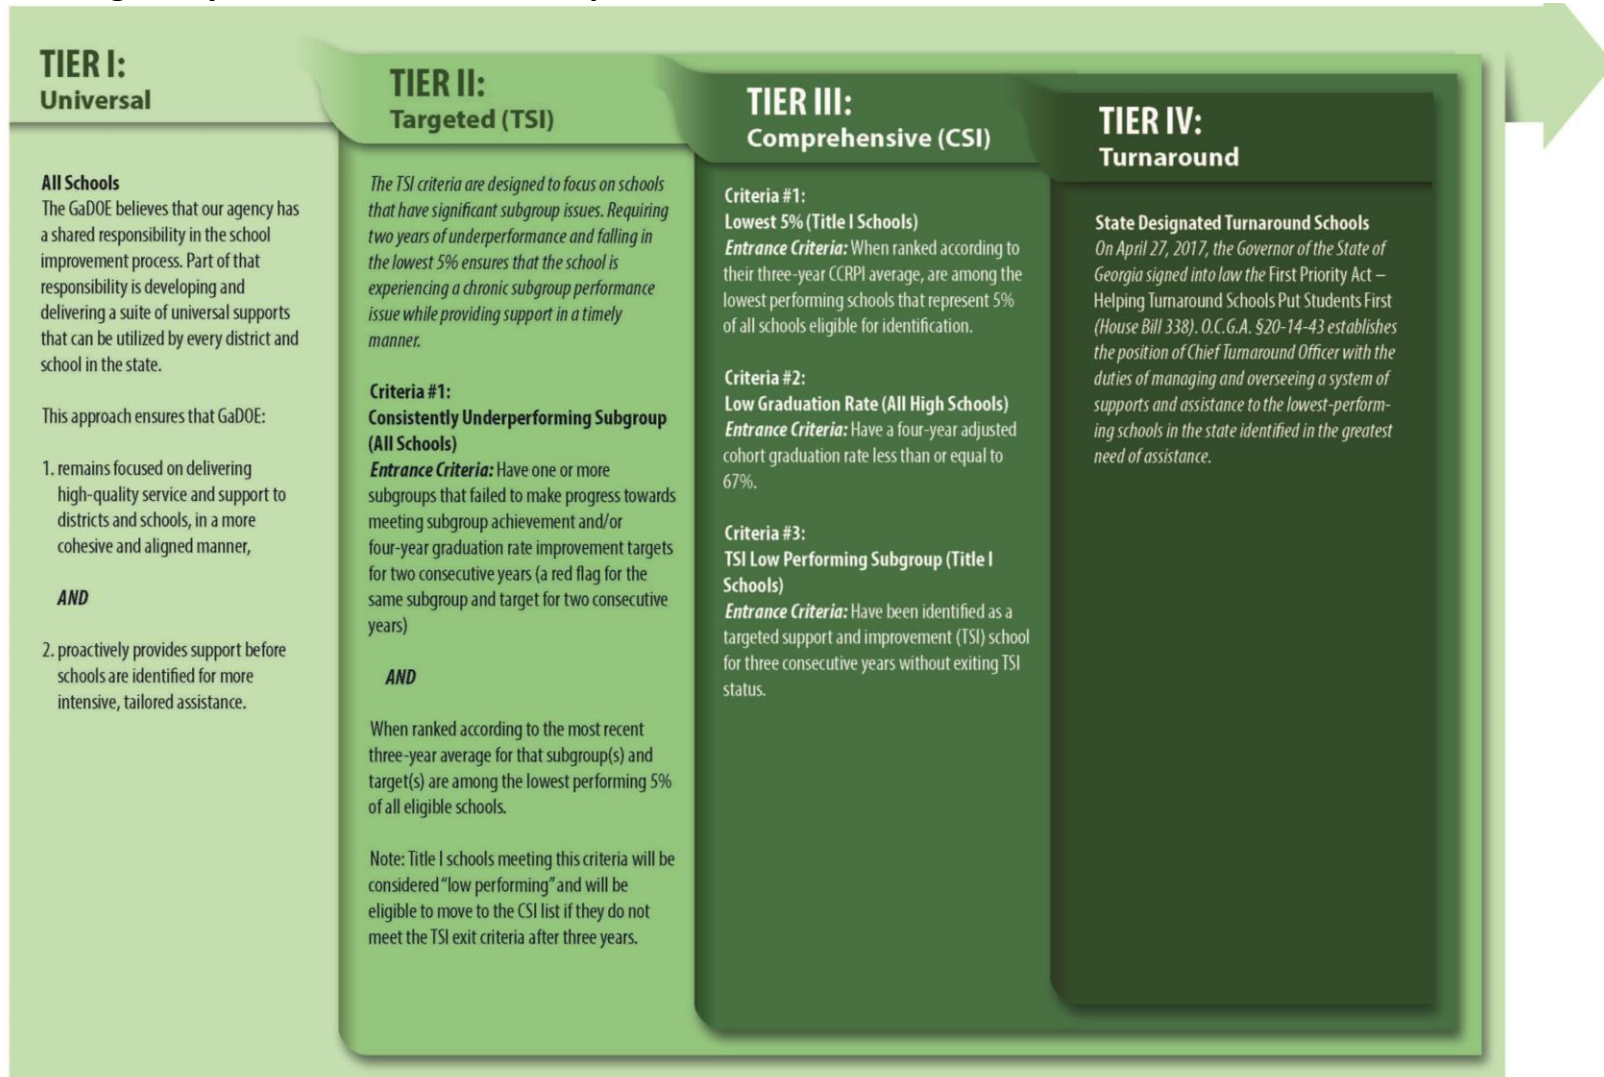 TIER I:
Universal
All Schools
The GaDOE believes that our agency has
a shared responsibility in the school
improvement process. Part of that
responsibility is developing and
delivering a suite of universal supports
that can be utilized by every district and
school in the state.
This approach ensures that GaDOE:
1. remains focused on delivering
high-quality service and support to
districts and schools, in a more
cohesive and aligned manner,
AND
2. proactively provides support before
schools are identified for more
intensive, tailored assistance.
TIER II:
Targeted (TSI)
The TSI criteria are designed to focus on schools
that have significant subgroup issues. Requiring
two years of underperformance and falling in
the lowest 5% ensures that the school is
experiencing a chronic subgroup performance
issue while providing support in a timely
manner.
Criteria #1:
Consistently Underperforming Subgroup
(All Schools)
Entrance Criteria: Have one or more
subgroups that failed to make progress towards
meeting subgroup achievement and/or
four-year graduation rate improvement targets
for two consecutive years (a red flag for the
same subgroup and target for two consecutive
years)
AND
When ranked according to the most recent
three-year average for that subgroup(s) and
target(s) are among the lowest performing 5%
of all eligible schools.
Note: Title I schools meeting this criteria will be
considered "low performing" and will be
eligible to move to the CSI list if they do not
meet the TSI exit criteria after three years.
TIER III:
Comprehensive (CSI)
Criteria #1:
Lowest 5% (Title I Schools)
Entrance Criteria: When ranked according to
their three-year CCRPI average, are among the
lowest performing schools that represent 5%
of all schools eligible for identification.
Criteria #2:
Low Graduation Rate (All High Schools)
Entrance Criteria: Have a four-year adjusted
cohort graduation rate less than or equal to
67%.
Criteria #3:
TSI Low Performing Subgroup (Title I
Schools)
Entrance Criteria: Have been identified as a
targeted support and improvement (TSI) school
for three consecutive years without exiting TSI
status.
TIER IV:
Turnaround
State Designated Turnaround Schools
On April 27, 2017, the Governor of the State of
Georgia signed into law the First Priority Act –
Helping Turnaround Schools Put Students First
(House Bill 338). O.C.G.A. §20-14-43 establishes
the position of Chief Turnaround Officer with the
duties of managing and overseeing a system of
supports and assistance to the lowest-perform-
ing schools in the state identified in the greatest
need of assistance.